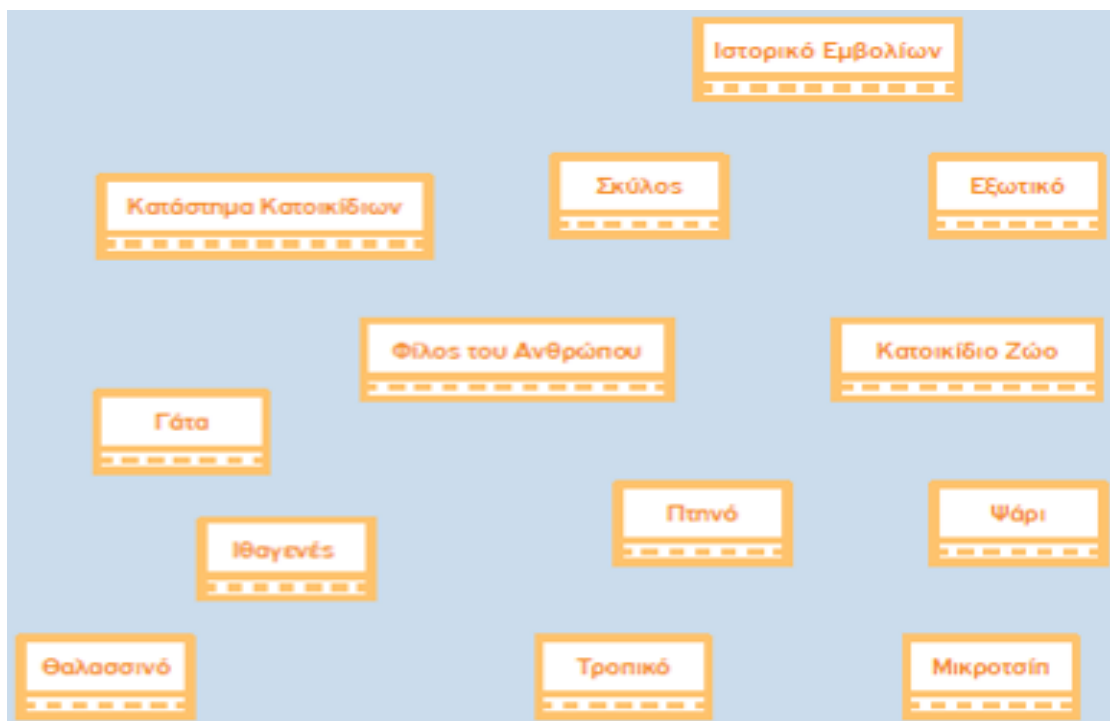 Ιστορικό Εμβολίων
Σκύλος
Εξωτικό
Κατάστημα Κατοικίδιων
Φίλος του Ανθρώπου
Κατοικίδιο Ζώο
Γάτα
Πτηνό
Ψάρι
Ιθαγενές
Θαλασσινό
Τροπικό
Μικροτσίπ